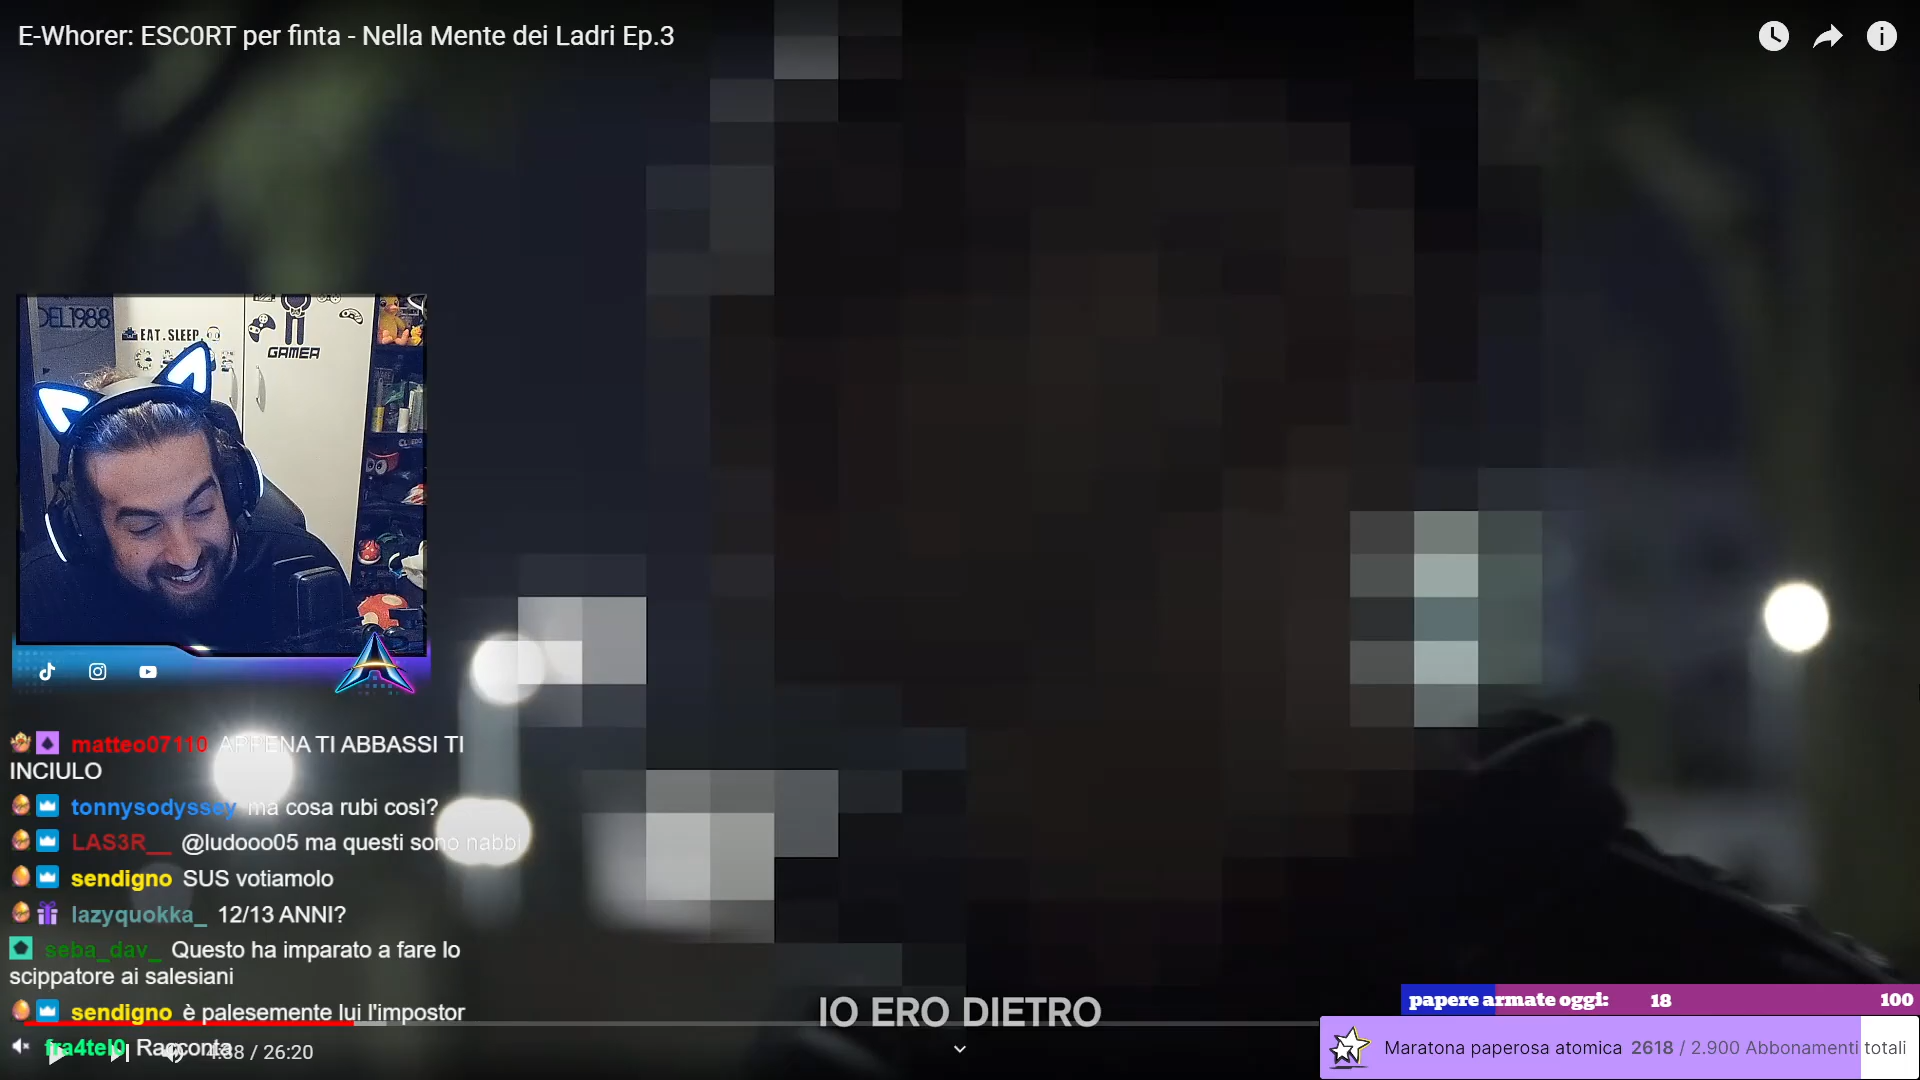 E-Whorer: ESC0RT per finta - Nella Mente dei Ladri Ep.3
DEL1988
EAT.SLEEP
GAMER
matteo07110 APPENA TI ABBASSI TI
INCIULO
tonnysodyssey ma cosa rubi così?
LAS3R__ @ludooo05 ma questi sono nabbi
sendigno SUS votiamolo
lazyquokka_ 12/13 ANNI?
seba_dav_ Questo ha imparato a fare lo
scippatore ai salesiani
sendigno è palesemente lui l'impostor
fra4tel0 Racconta
4:38 / 26:20
IO ERO DIETRO
papere armate oggi: 18 100
Maratona paperosa atomica 2618 / 2.900 Abbonamenti totali